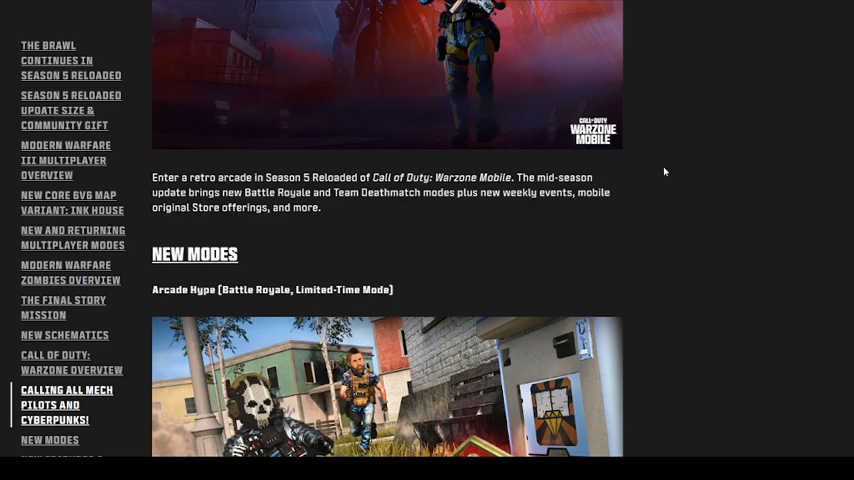 THE BRAWL
CONTINUES IN
SEASON 5 RELOADED
SEASON 5 RELOADED
UPDATE SIZE &
COMMUNITY GIFT
MODERN WARFARE
III MULTIPLAYER
OVERVIEW
NEW CORE 6V6 MAP
VARIANT: INK HOUSE
NEW AND RETURNING
MULTIPLAYER MODES
MODERN WARFARE
ZOMBIES OVERVIEW
THE FINAL STORY
MISSION
NEW SCHEMATICS
CALL OF DUTY:
WARZONE OVERVIEW
CALLING ALL MECH
PILOTS AND
CYBERPUNKS!
NEW MODES
CALL OF DUTY
WARZONE
MOBILE
Enter a retro arcade in Season 5 Reloaded of Call of Duty: Warzone Mobile. The mid-season
update brings new Battle Royale and Team Deathmatch modes plus new weekly events, mobile
original Store offerings, and more.
NEW MODES
Arcade Hype (Battle Royale, Limited-Time Mode)